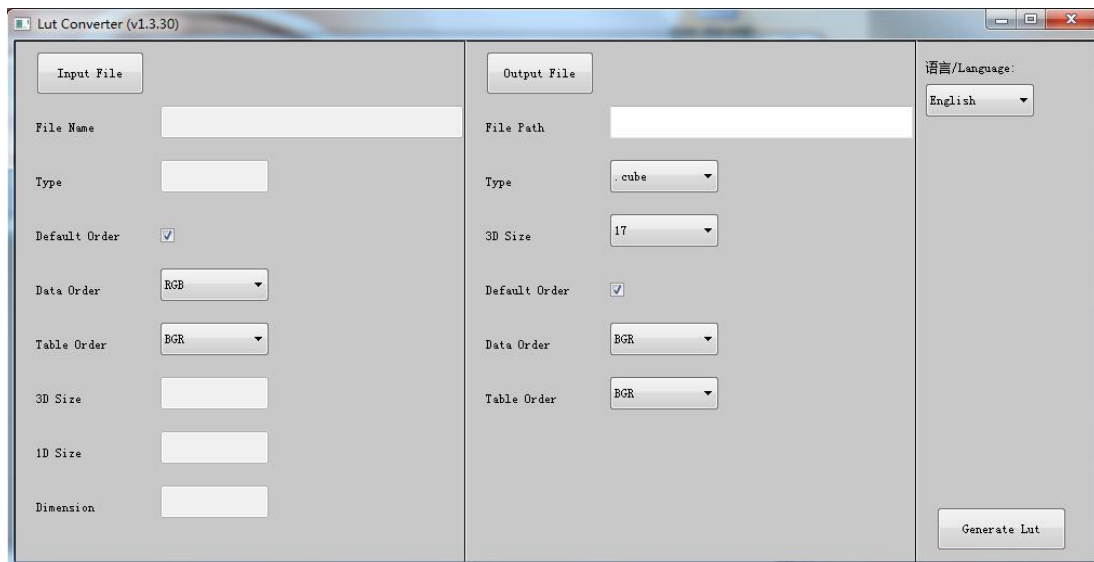 Lut Converter (v1.3.30)
Input File
File Name
Type
Default Order
Data Order RGB
Table Order BGR
3D Size
1D Size
Dimension
Output File
File Path
Type .cube
3D Size 17
Default Order
Data Order BGR
Table Order BGR
语言/Language:
English
Generate Lut